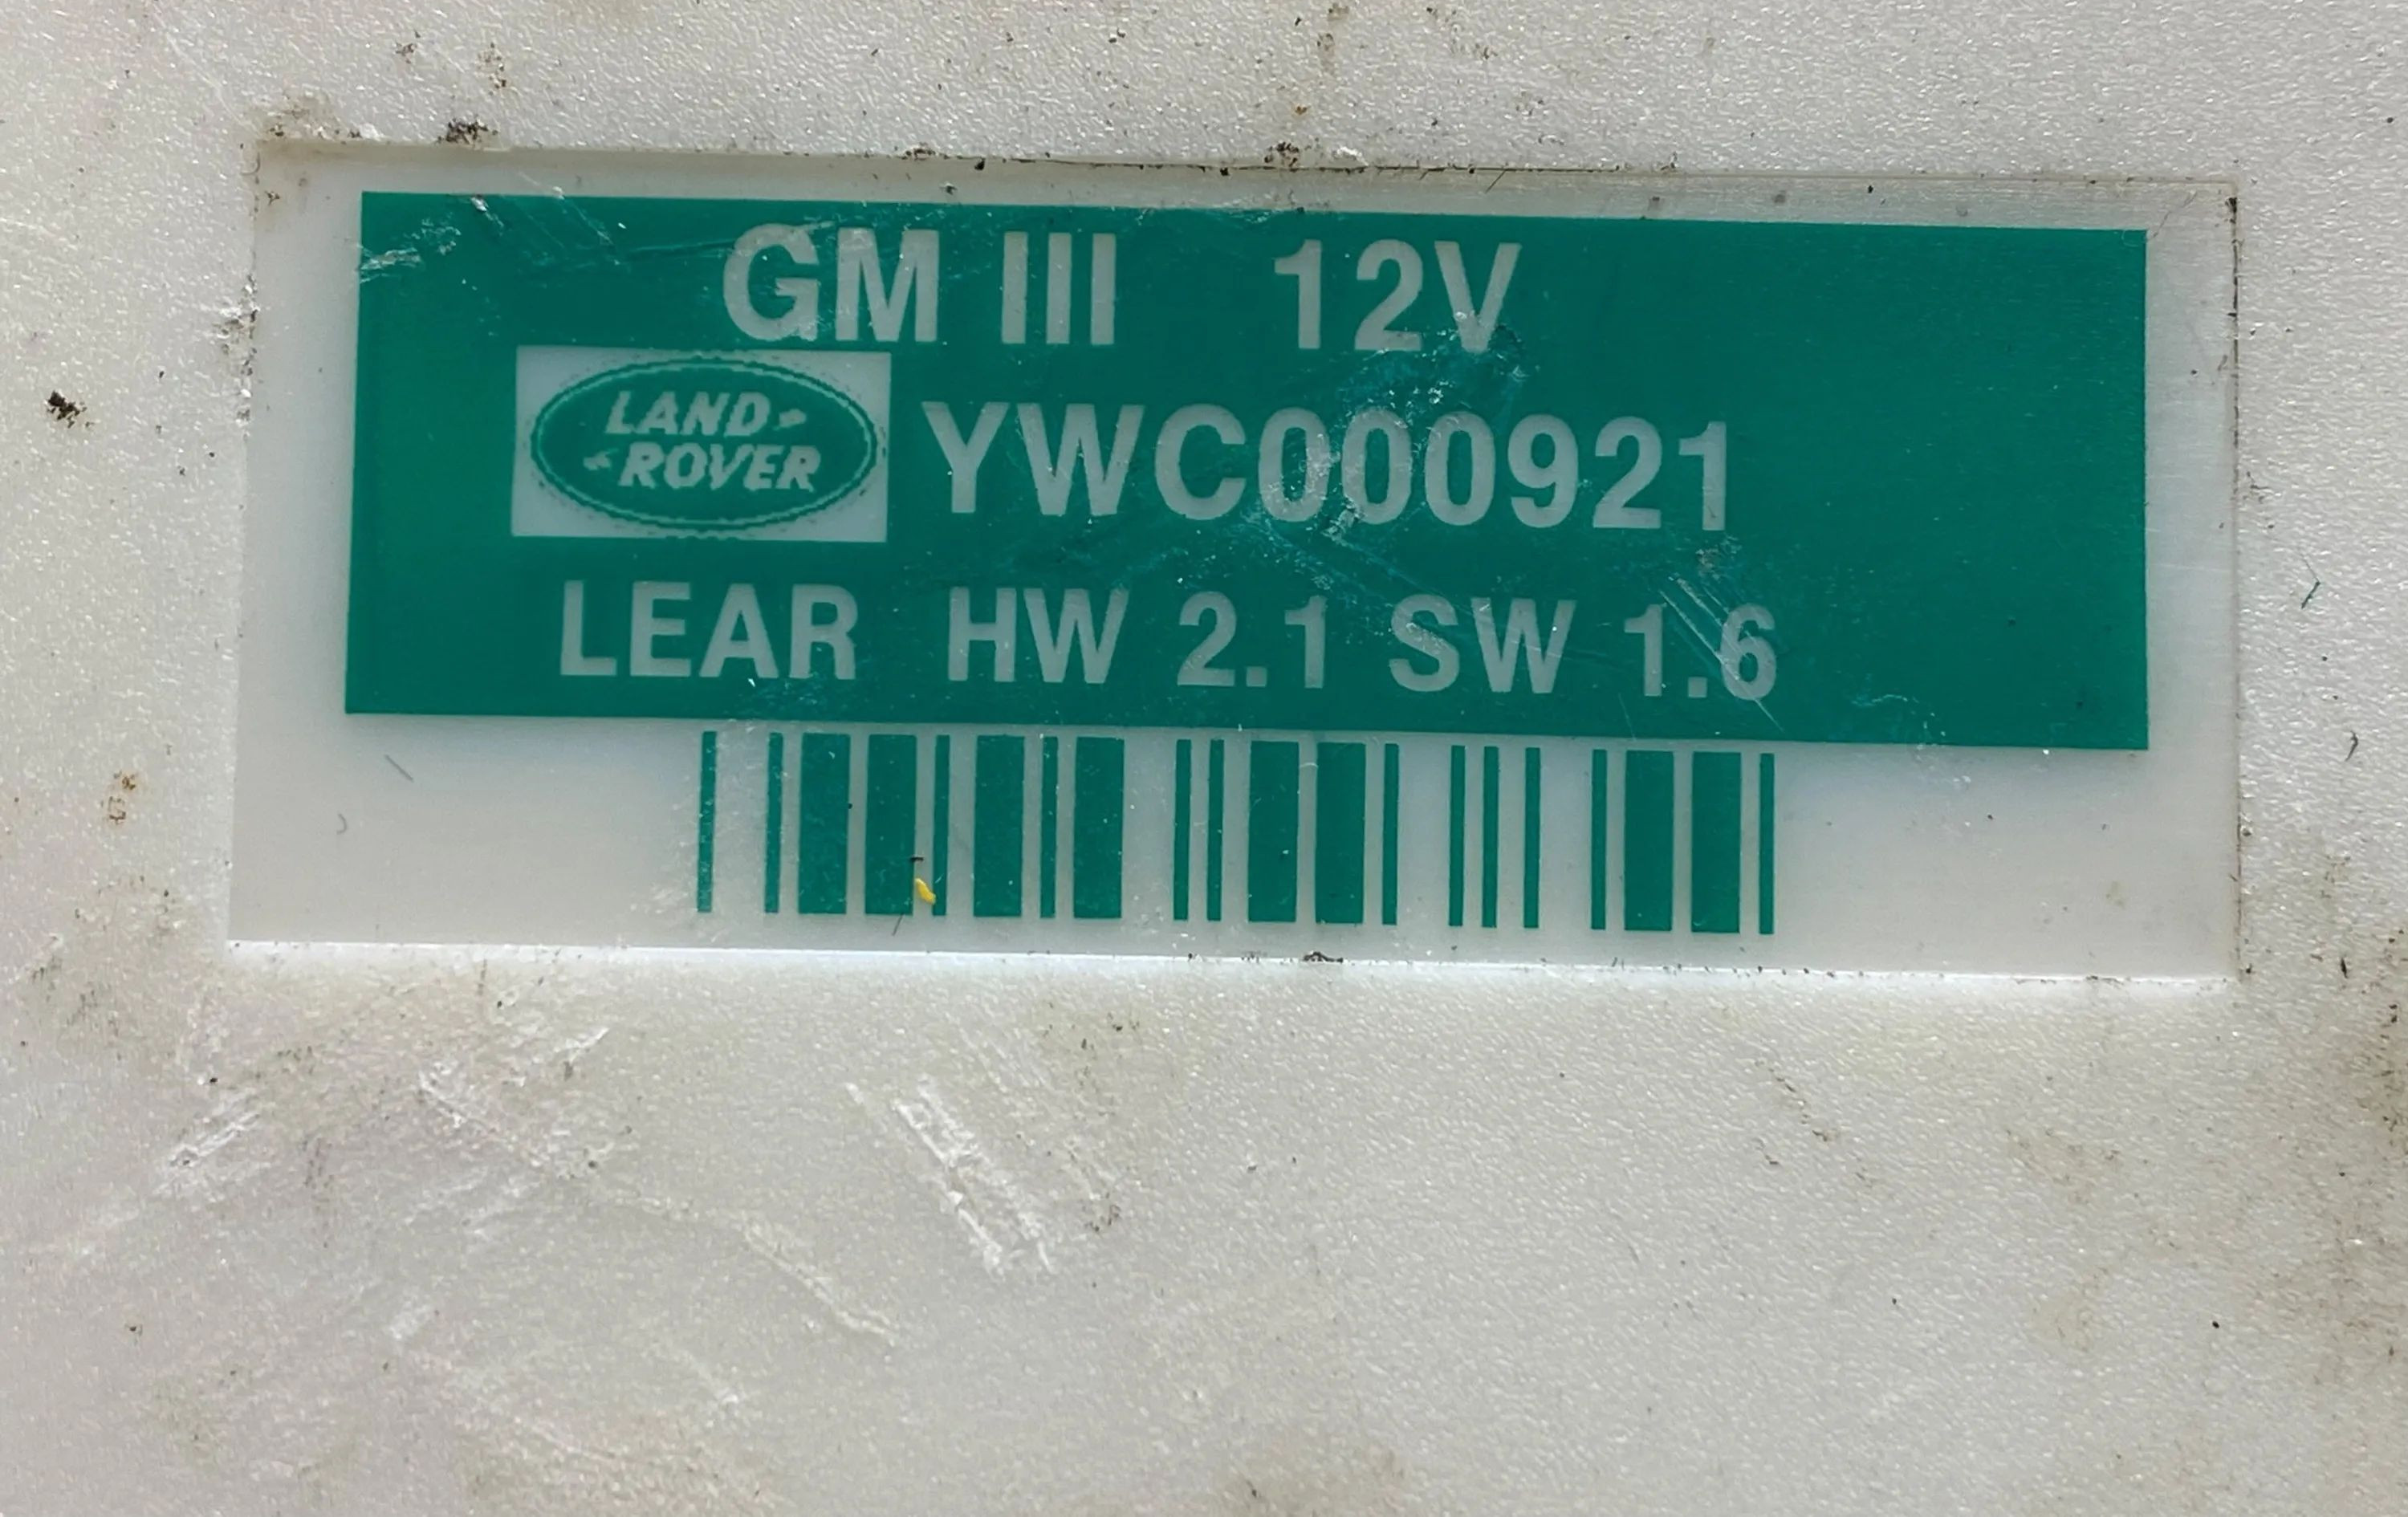 GM III 12V
LAND
ROVER
YWC000921
LEAR HW 2.1 SW 1.6